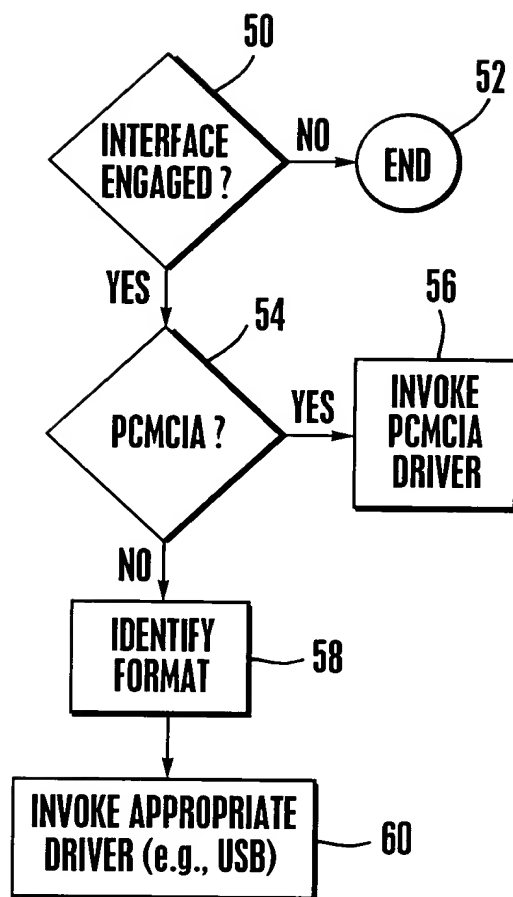 50
INTERFACE
ENGAGED ?
NO
52
END
YES
54
PCMCIA ?
YES
56
INVOKE
PCMCIA
DRIVER
NO
IDENTIFY
FORMAT
58
INVOKE APPROPRIATE
DRIVER (e.g., USB)
60